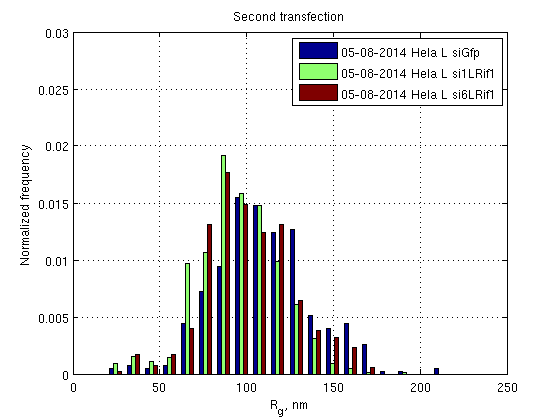 Second transfection
0.03
0.025
0.02
0.015
0.01
0.005
0
Normalized frequency
05-08-2014 Hela L siGfp
05-08-2014 Hela L si1LRif1
05-08-2014 Hela L si6LRif1
0 50 100 150 200 250
Rg, nm